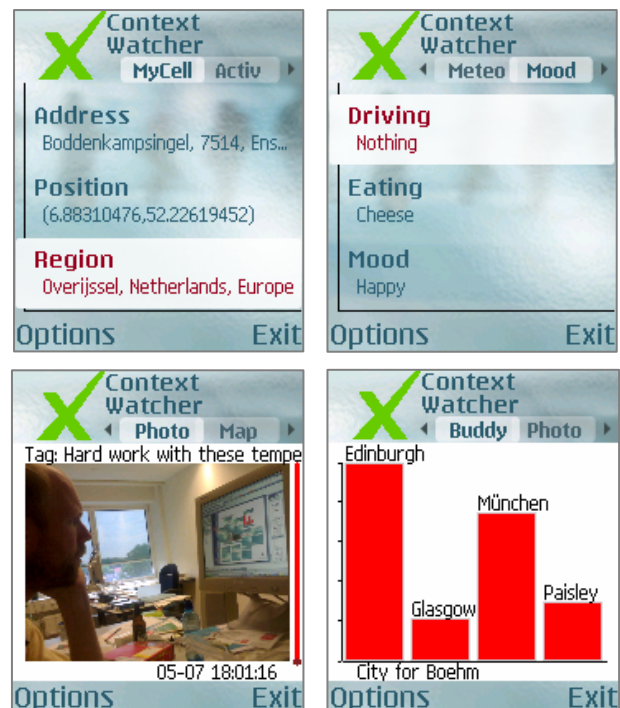 Context
Watcher
MyCell Activ
Address
Boddenkampsingel, 7514, Ens...
Position
(6.88310476,52.22619452)
Region
Overijssel, Netherlands, Europe
Options Exit
Context
Watcher
Meteo Mood
Driving
Nothing
Eating
Cheese
Mood
Happy
Options Exit
Context
Watcher
Photo Map
Tag: Hard work with these tempe
05-07 18:01:16
Options Exit
Context
Watcher
Buddy Photo
Edinburgh
München
Paisley
Glasgow
City for Boehm
Options Exit